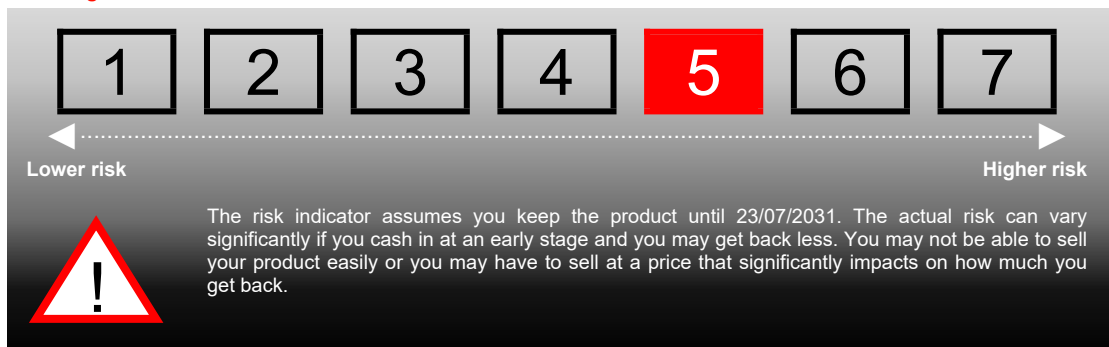 1 2 3 4 5 6 7
Lower risk Higher risk
The risk indicator assumes you keep the product until 23/07/2031. The actual risk can vary
significantly if you cash in at an early stage and you may get back less. You may not be able to sell
your product easily or you may have to sell at a price that significantly impacts on how much you
get back.
!